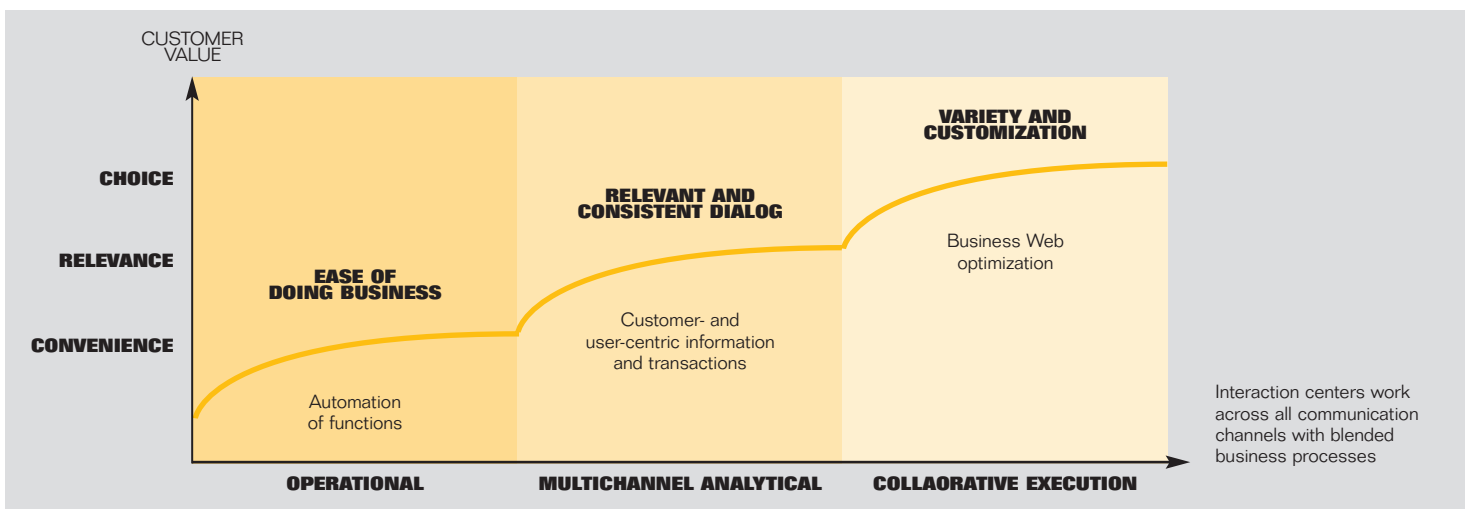 CUSTOMER
VALUE
CHOICE
RELEVANCE
CONVENIENCE
EASE OF
DOING BUSINESS
Automation
of functions
RELEVANT AND
CONSISTENT DIALOG
Customer- and
user-centric information
and transactions
VARIETY AND
CUSTOMIZATION
Business Web
optimization
OPERATIONAL
MULTICHANNEL ANALYTICAL
COLLAORATIVE EXECUTION
Interaction centers work
across all communication
channels with blended
business processes